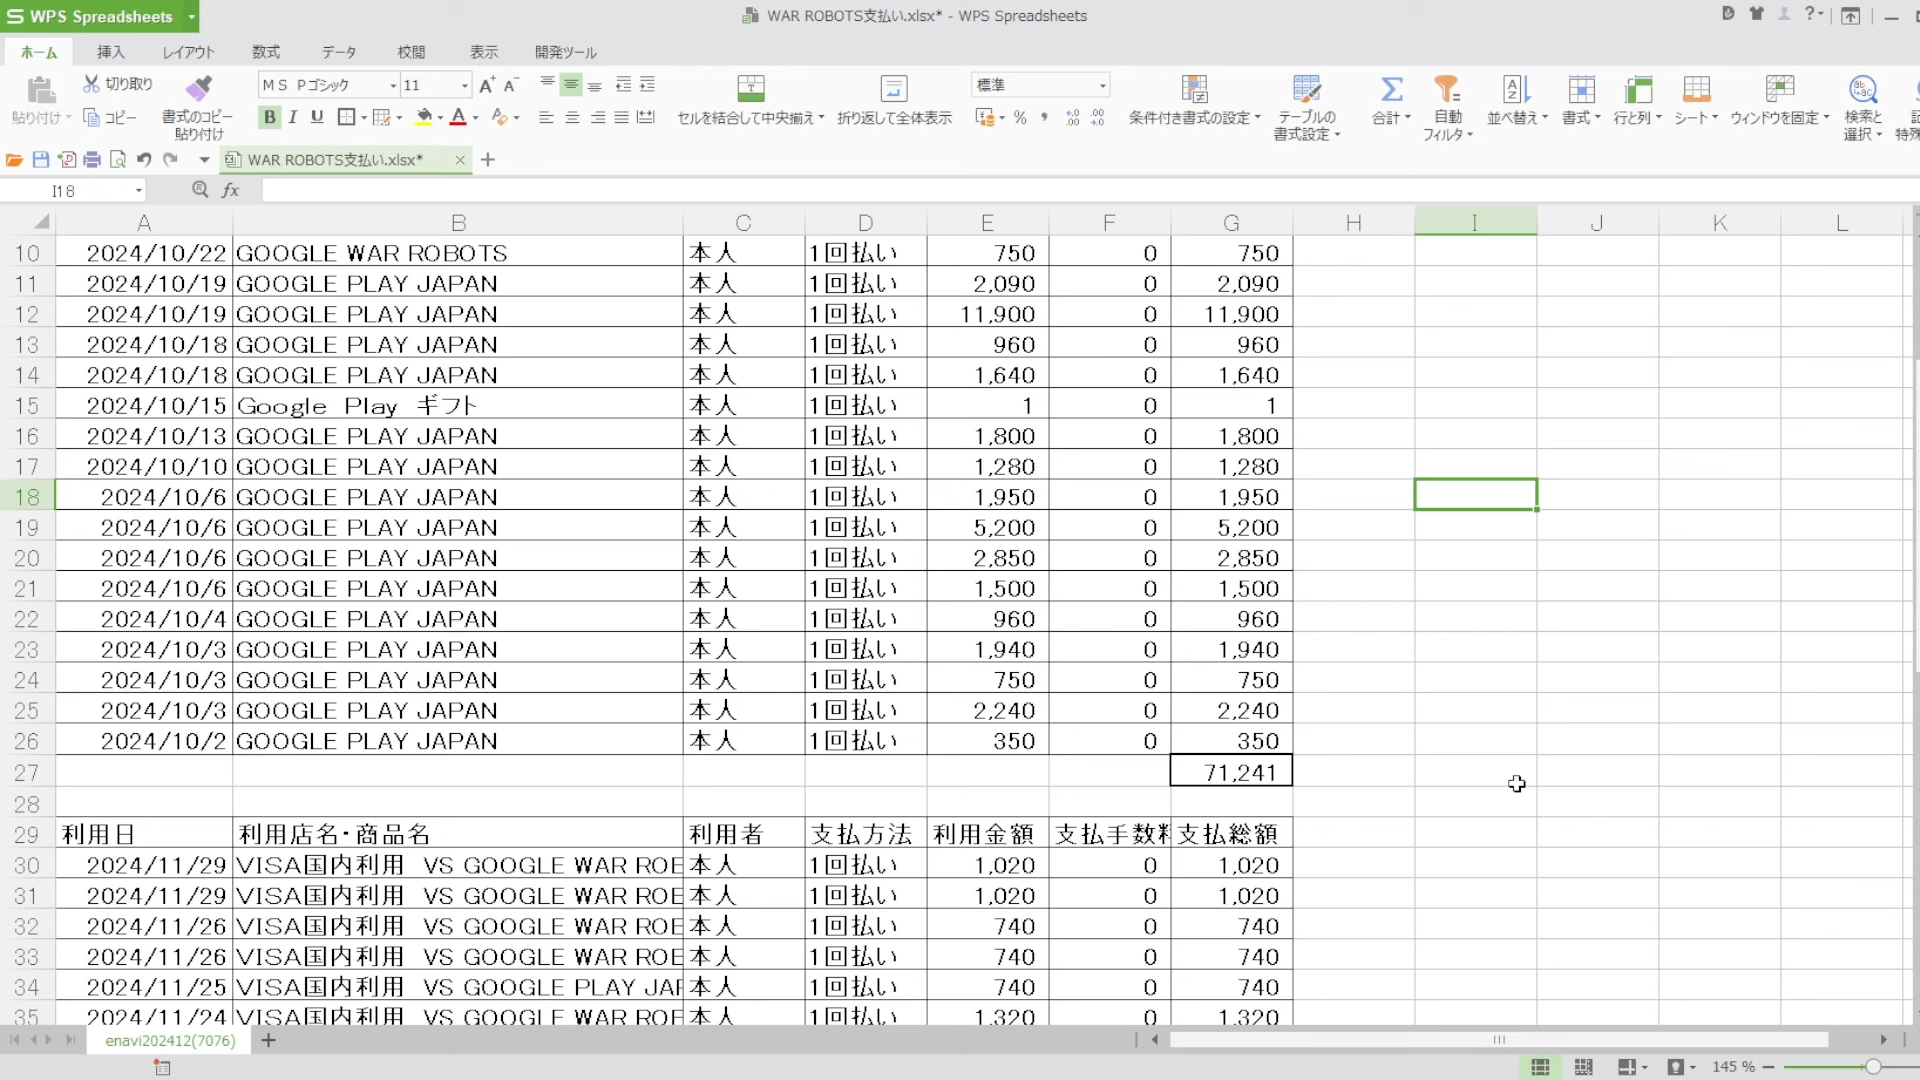 WPS Spreadsheets
WAR ROBOTS支払い.xlsx* - WPS Spreadsheets
ホーム 挿入 レイアウト 数式 データ 校閲 表示 開発ツール
貼り付け 切り取り コピー 書式のコピー貼り付け MS Pゴシック 11 B I U セルを結合して中央揃え 折り返して全体表示 標準 % 条件付き書式の設定 テーブルの書式設定 合計 自動フィルタ 並べ替え 書式 行と列 シート ウィンドウを固定 検索と選択
WAR ROBOTS支払い.xlsx*
I18 fx
A B C D E F G H I J K L
10 2024/10/22 GOOGLE WAR ROBOTS 本人 1回払い 750 0 750
11 2024/10/19 GOOGLE PLAY JAPAN 本人 1回払い 2,090 0 2,090
12 2024/10/19 GOOGLE PLAY JAPAN 本人 1回払い 11,900 0 11,900
13 2024/10/18 GOOGLE PLAY JAPAN 本人 1回払い 960 0 960
14 2024/10/18 GOOGLE PLAY JAPAN 本人 1回払い 1,640 0 1,640
15 2024/10/15 Google Play ギフト 本人 1回払い 1 0 1
16 2024/10/13 GOOGLE PLAY JAPAN 本人 1回払い 1,800 0 1,800
17 2024/10/10 GOOGLE PLAY JAPAN 本人 1回払い 1,280 0 1,280
18 2024/10/6 GOOGLE PLAY JAPAN 本人 1回払い 1,950 0 1,950
19 2024/10/6 GOOGLE PLAY JAPAN 本人 1回払い 5,200 0 5,200
20 2024/10/6 GOOGLE PLAY JAPAN 本人 1回払い 2,850 0 2,850
21 2024/10/6 GOOGLE PLAY JAPAN 本人 1回払い 1,500 0 1,500
22 2024/10/4 GOOGLE PLAY JAPAN 本人 1回払い 960 0 960
23 2024/10/3 GOOGLE PLAY JAPAN 本人 1回払い 1,940 0 1,940
24 2024/10/3 GOOGLE PLAY JAPAN 本人 1回払い 750 0 750
25 2024/10/3 GOOGLE PLAY JAPAN 本人 1回払い 2,240 0 2,240
26 2024/10/2 GOOGLE PLAY JAPAN 本人 1回払い 350 0 350
27 71,241
28
29 利用日 利用店名・商品名 利用者 支払方法 利用金額 支払手数料 支払総額
30 2024/11/29 VISA国内利用 VS GOOGLE WAR ROE 本人 1回払い 1,020 0 1,020
31 2024/11/29 VISA国内利用 VS GOOGLE WAR ROE 本人 1回払い 1,020 0 1,020
32 2024/11/26 VISA国内利用 VS GOOGLE WAR ROE 本人 1回払い 740 0 740
33 2024/11/26 VISA国内利用 VS GOOGLE WAR ROE 本人 1回払い 740 0 740
34 2024/11/25 VISA国内利用 VS GOOGLE PLAY JAP 本人 1回払い 740 0 740
35 2024/11/24 VISA国内利用 VS GOOGLE WAR ROE 本人 1回払い 1,320 0 1,320
enavi202412(7076)
145 %